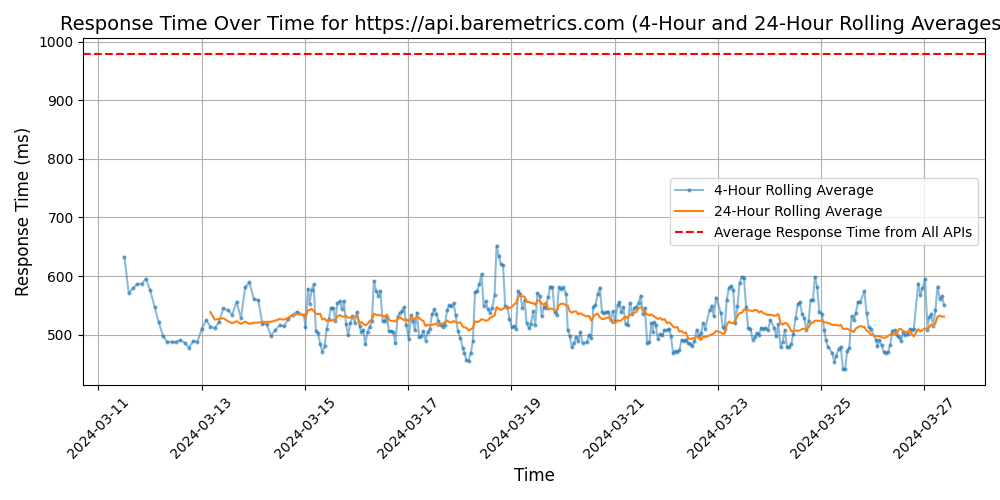 Response Time Over Time for https://api.baremetrics.com (4-Hour and 24-Hour Rolling Averages
Response Time (ms)
1000
900
800
700
600
500
4-Hour Rolling Average
24-Hour Rolling Average
Average Response Time from All APIs
2024-03-11
2024-03-13
2024-03-15
2024-03-17
2024-03-19
2024-03-21
2024-03-23
2024-03-25
2024-03-27
Time